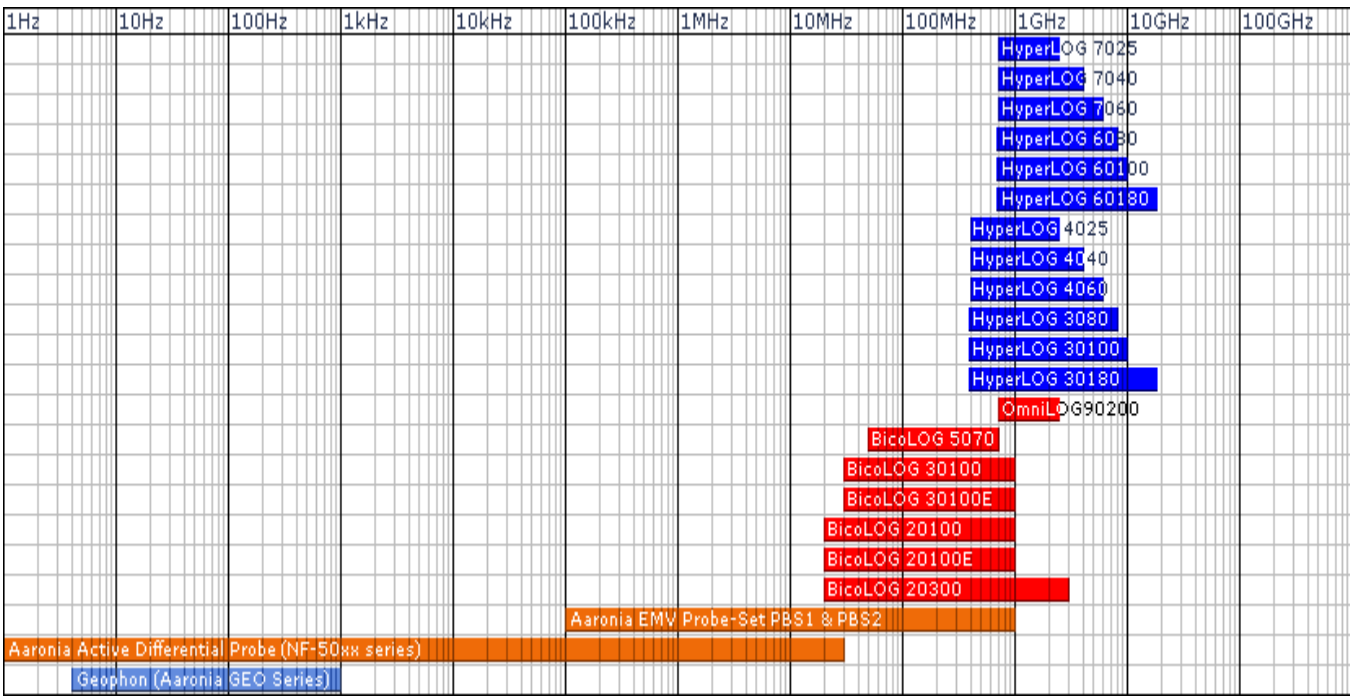 1Hz 10Hz 100Hz 1kHz 10kHz 100kHz 1MHz 10MHz 100MHz 1GHz 10GHz 100GHz
HyperLOG 7025
HyperLOG 7040
HyperLOG 7060
HyperLOG 6080
HyperLOG 60100
HyperLOG 60180
HyperLOG 4025
HyperLOG 4040
HyperLOG 4060
HyperLOG 3080
HyperLOG 30100
HyperLOG 30180
OmniLOG90200
BicoLOG 5070
BicoLOG 30100
BicoLOG 30100E
BicoLOG 20100
BicoLOG 20100E
BicoLOG 20300
Aaronia EMV Probe-Set PBS1 & PBS2
Aaronia Active Differential Probe (NF-50xx series)
Geophon (Aaronia GEO Series)